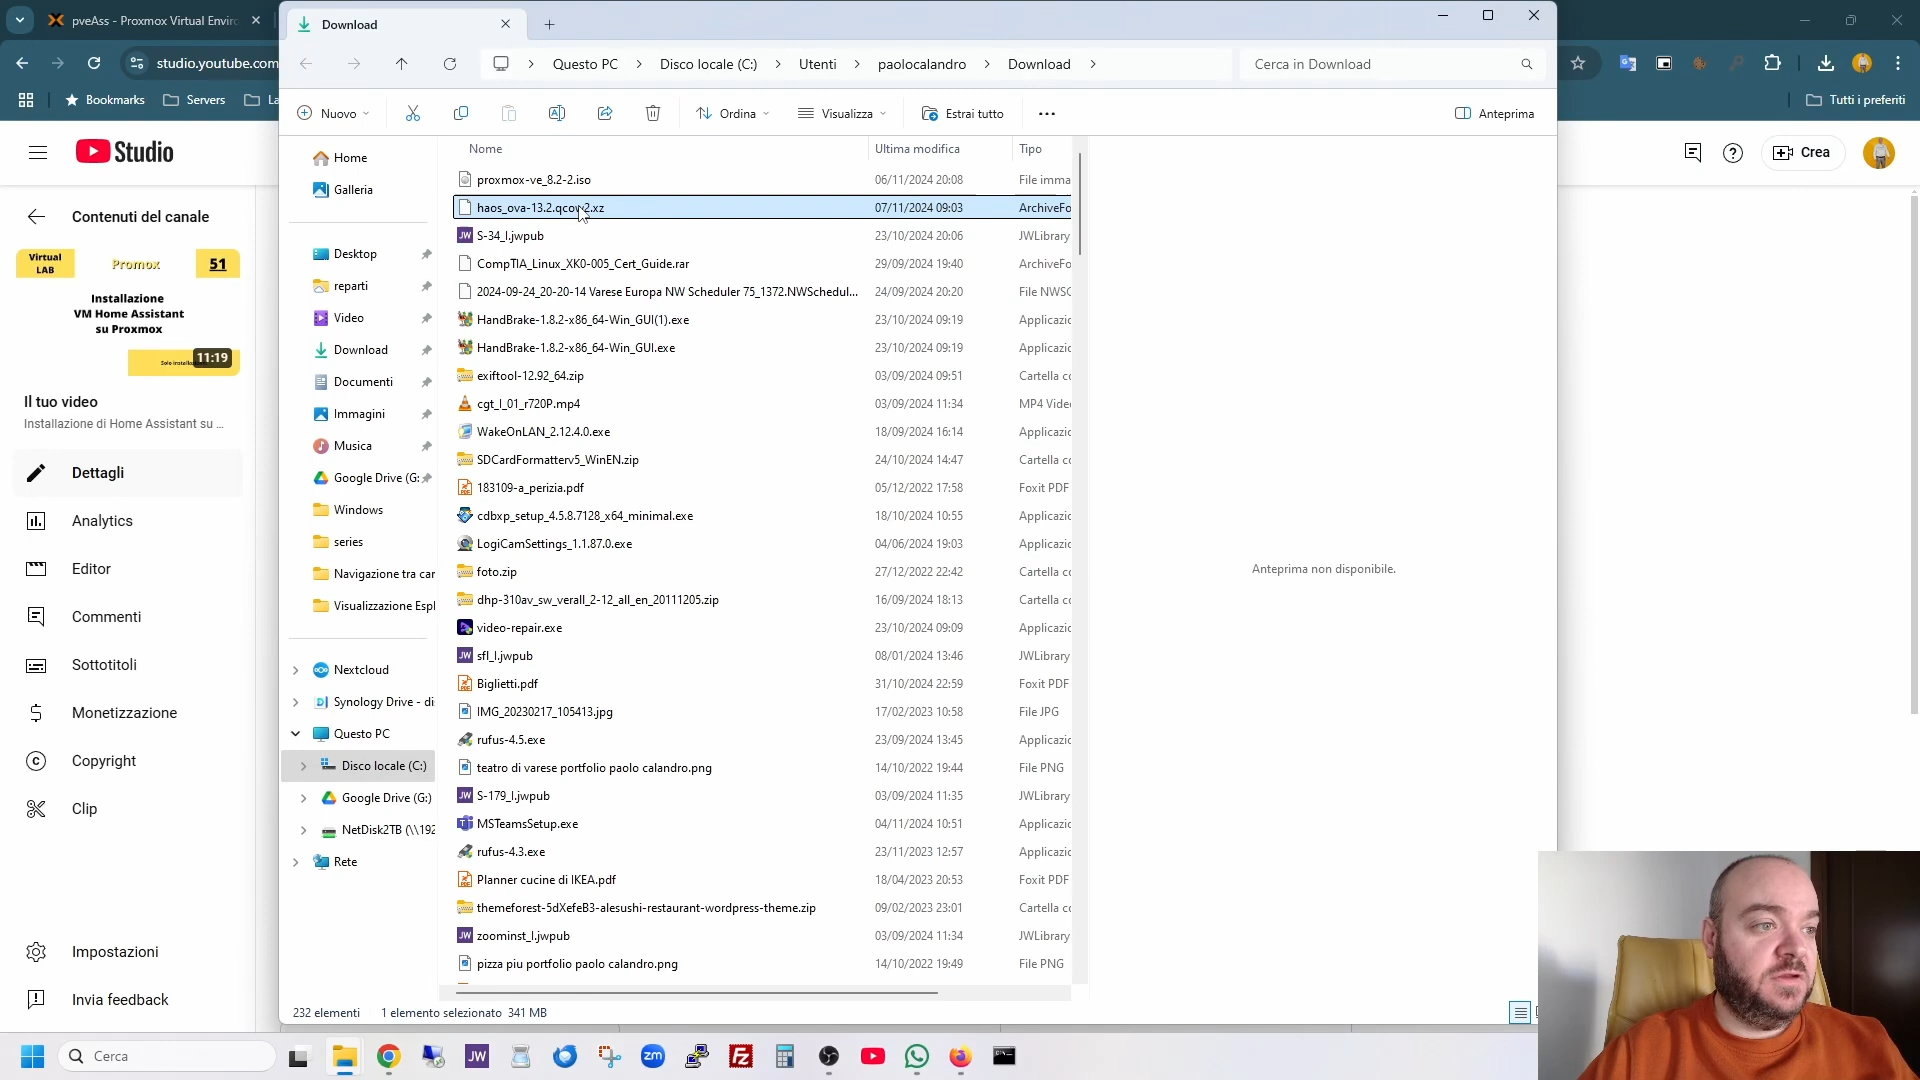 pveAss - Proxmox Virtual Enviro
Download
studio.youtube.com
Questo PC
Disco locale (C:)
Utenti
paolocalandro
Download
Cerca in Download
Bookmarks
Servers
La
Tutti i preferiti
Nuovo
Ordina
Visualizza
Estrai tutto
Anteprima
Studio
Crea
Contenuti del canale
Virtual
LAB
Promox
51
Installazione
VM Home Assistant
su Proxmox
11:19
Il tuo video
Installazione di Home Assistant su ...
Dettagli
Analytics
Editor
Commenti
Sottotitoli
Monetizzazione
Copyright
Clip
Impostazioni
Invia feedback
Home
Galleria
Desktop
reparti
Video
Download
Documenti
Immagini
Musica
Google Drive (G:
Windows
series
Navigazione tra car
Visualizzazione Espl
Nextcloud
Synology Drive - di
Questo PC
Disco locale (C:)
Google Drive (G:)
NetDisk2TB (\\192
Rete
Nome Ultima modifica Tipo
proxmox-ve_8.2-2.iso 06/11/2024 20:08 File imma
haos_ova-13.2.qcow2.xz 07/11/2024 09:03 ArchiveFo
S-34_I.jwpub 23/10/2024 20:06 JWLibrary
CompTIA_Linux_XK0-005_Cert_Guide.rar 29/09/2024 19:40 ArchiveFo
2024-09-24_20-20-14 Varese Europa NW Scheduler 75_1372.NWSchedul... 24/09/2024 20:20 File NWSC
HandBrake-1.8.2-x86_64-Win_GUI(1).exe 23/10/2024 09:19 Applicazio
HandBrake-1.8.2-x86_64-Win_GUI.exe 23/10/2024 09:19 Applicazio
exiftool-12.92_64.zip 03/09/2024 09:51 Cartella co
cgt_I_01_r720P.mp4 03/09/2024 11:34 MP4 Video
WakeOnLAN_2.12.4.0.exe 18/09/2024 16:14 Applicazio
SDCardFormatterv5_WinEN.zip 24/10/2024 14:47 Cartella co
183109-a_perizia.pdf 05/12/2022 17:58 Foxit PDF
cdbxp_setup_4.5.8.7128_x64_minimal.exe 18/10/2024 10:55 Applicazio
LogiCamSettings_1.1.87.0.exe 04/06/2024 19:03 Applicazio
foto.zip 27/12/2022 22:42 Cartella co
dhp-310av_sw_verall_2-12_all_en_20111205.zip 16/09/2024 18:13 Cartella co
video-repair.exe 23/10/2024 09:09 Applicazio
sfl_I.jwpub 08/01/2024 13:46 JWLibrary
Biglietti.pdf 31/10/2024 22:59 Foxit PDF
IMG_20230217_105413.jpg 17/02/2023 10:58 File JPG
rufus-4.5.exe 23/09/2024 13:45 Applicazio
teatro di varese portfolio paolo calandro.png 14/10/2022 19:44 File PNG
S-179_I.jwpub 03/09/2024 11:35 JWLibrary
MSTeamsSetup.exe 04/11/2024 10:51 Applicazio
rufus-4.3.exe 23/11/2023 12:57 Applicazio
Planner cucine di IKEA.pdf 18/04/2023 20:53 Foxit PDF
themeforest-5dXefeB3-alesushi-restaurant-wordpress-theme.zip 09/02/2023 23:01 Cartella co
zoominst_I.jwpub 03/09/2024 11:34 JWLibrary
pizza piu portfolio paolo calandro.png 14/10/2022 19:49 File PNG
Anteprima non disponibile.
232 elementi 1 elemento selezionato 341 MB
Cerca